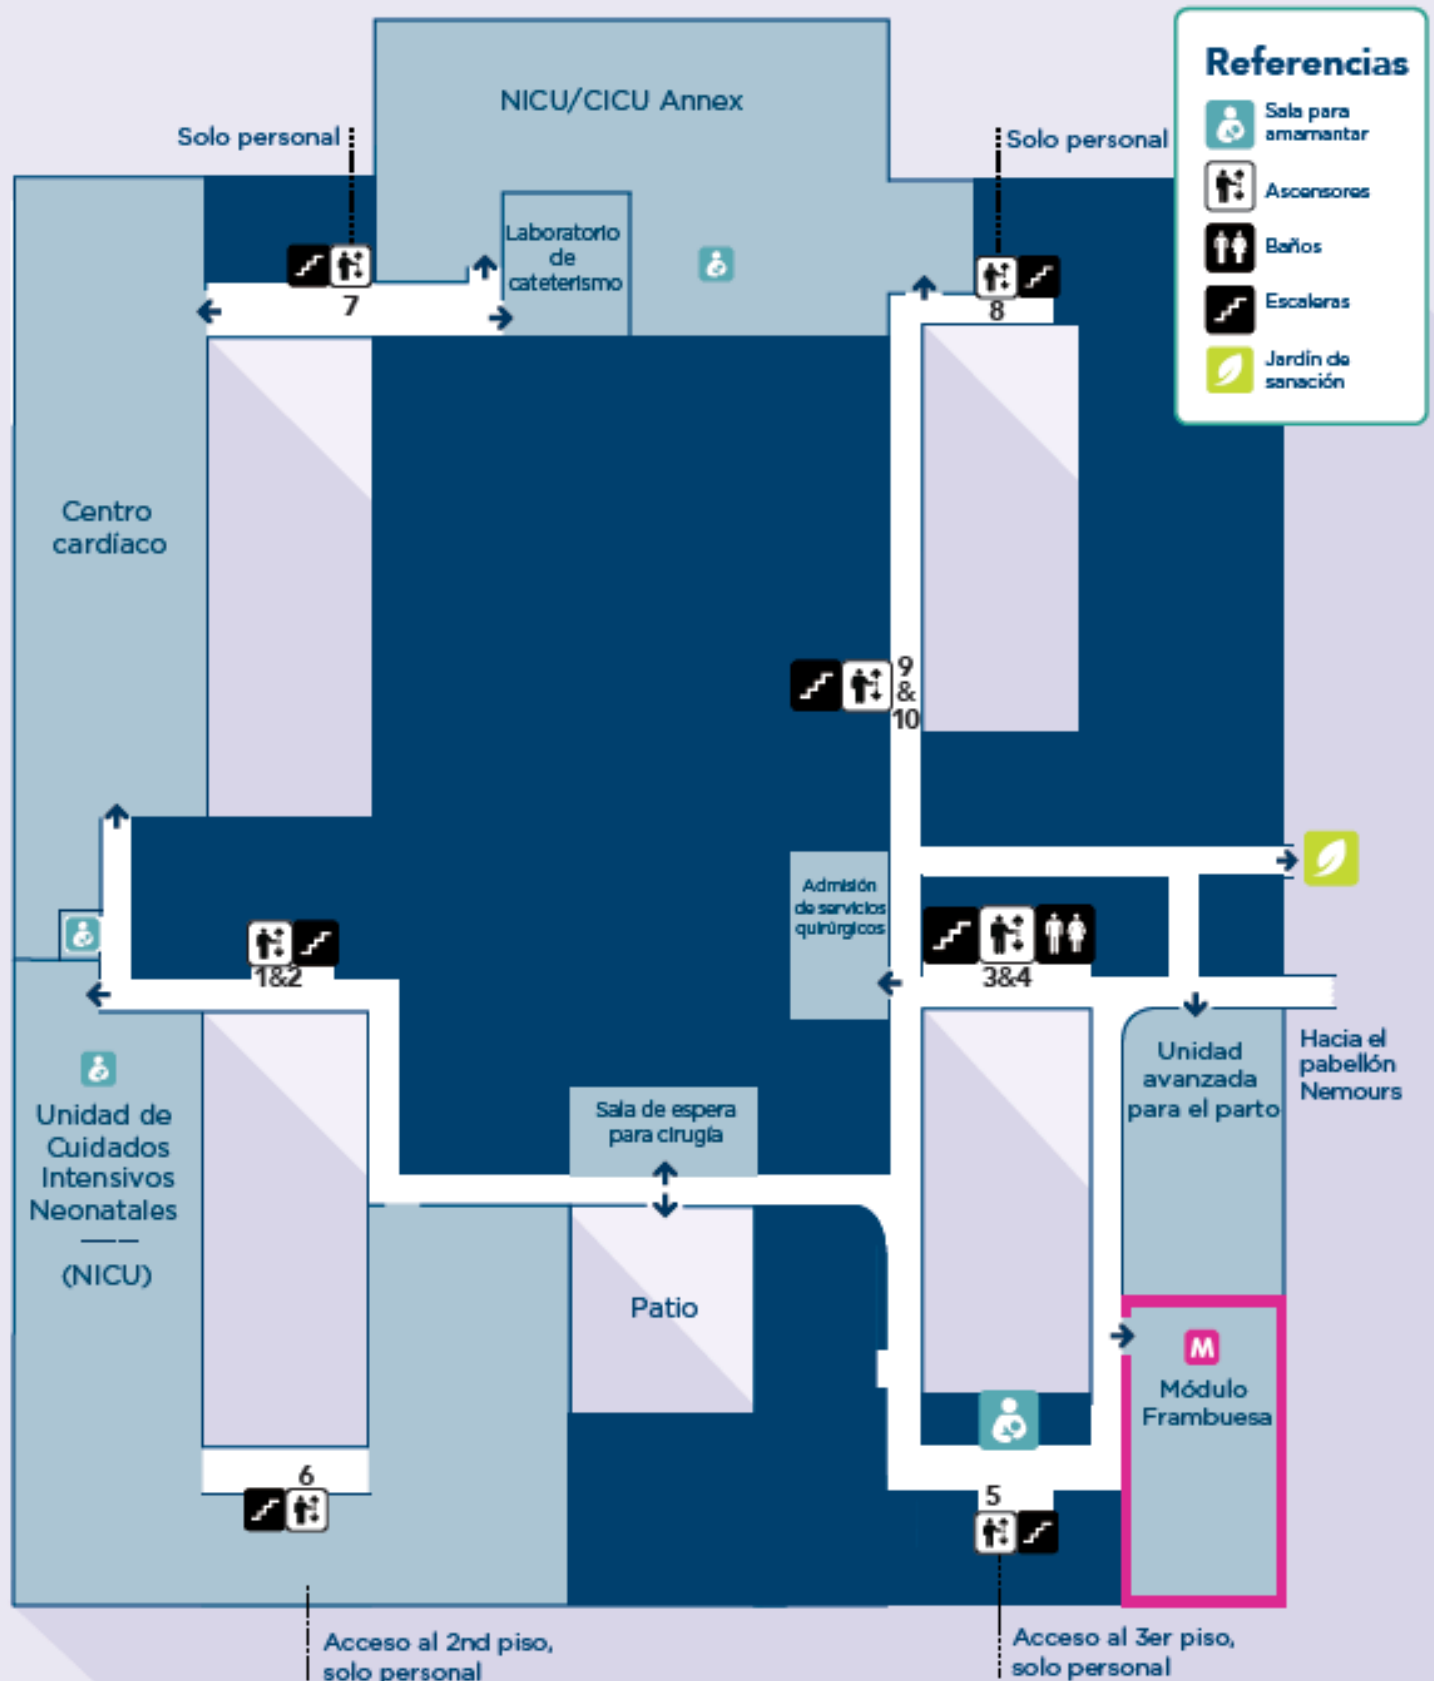 Referencias
Sala para
amamantar
Ascensores
Baños
Escaleras
Jardín de
sanación
NICU/CICU Annex
Solo personal
Solo personal
Laboratorio
de
cateterismo
7
8
Centro
cardíaco
9
&
10
Admisión
de servicios
quirúrgicos
1&2
3&4
Unidad
avanzada
para el parto
Hacia el
pabellón
Nemours
Sala de espera
para cirugía
Unidad de
Cuidados
Intensivos
Neonatales
(NICU)
Patio
M
Módulo
Frambuesa
6
5
Acceso al 2nd piso,
solo personal
Acceso al 3er piso,
solo personal